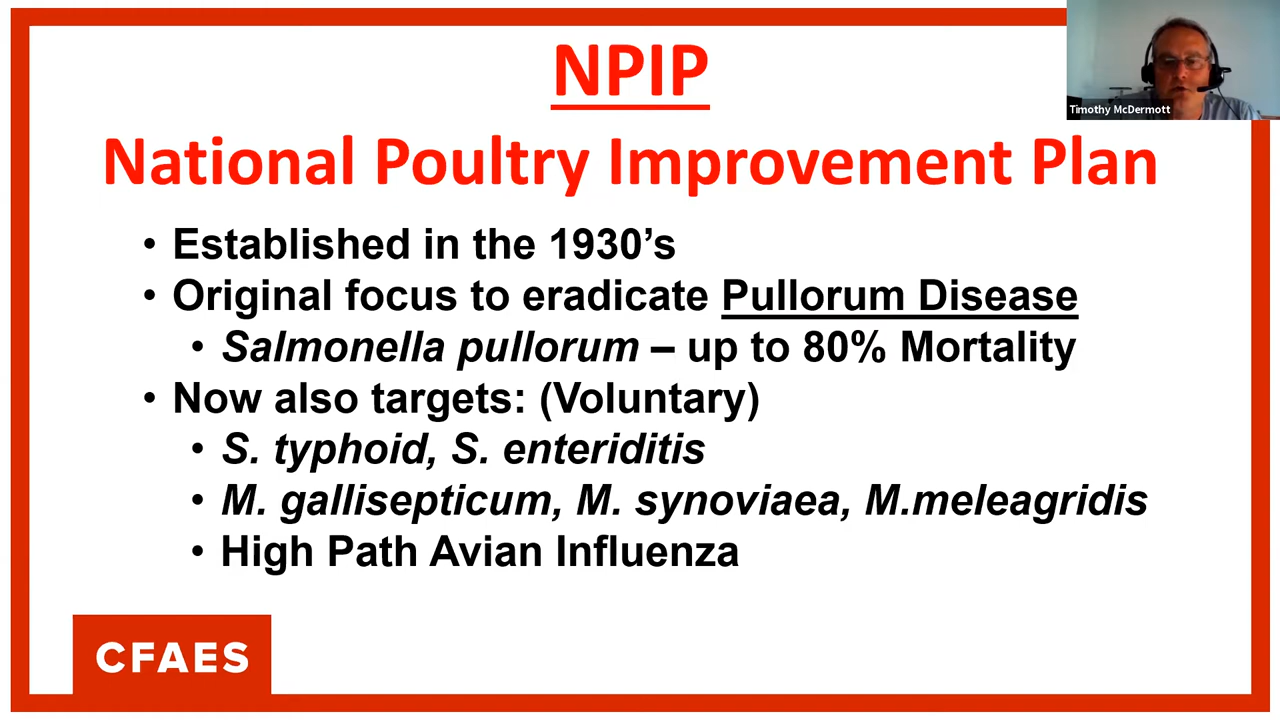 NPIP
Timothy McDermott
National Poultry Improvement Plan
• Established in the 1930’s
• Original focus to eradicate Pullorum Disease
• Salmonella pullorum – up to 80% Mortality
• Now also targets: (Voluntary)
• S. typhoid, S. enteriditis
• M. gallisepticum, M. synoviaea, M.meleagridis
• High Path Avian Influenza
CFAES